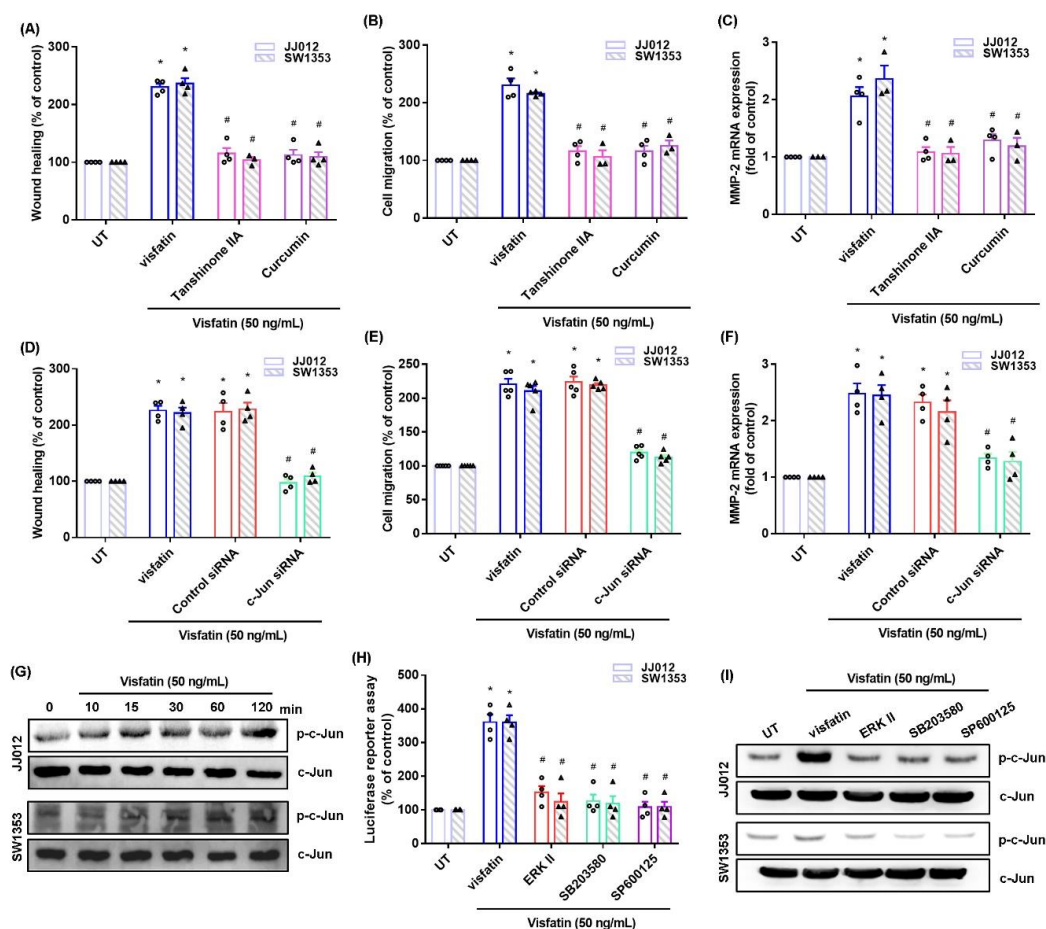 (A)
JJ012
SW1353
Wound healing (% of control)
300
200
100
0
*
*
#
#
#
#
UT
visfatin
Tanshinone IIA
Curcumin
Visfatin (50 ng/mL)
(B)
JJ012
SW1353
Cell migration (% of control)
300
200
100
0
*
*
#
#
#
#
UT
visfatin
Tanshinone IIA
Curcumin
Visfatin (50 ng/mL)
(C)
JJ012
SW1353
MMP-2 mRNA expression
(fold of control)
3
2
1
0
*
*
#
#
#
#
UT
visfatin
Tanshinone IIA
Curcumin
Visfatin (50 ng/mL)
(D)
JJ012
SW1353
Wound healing (% of control)
300
200
100
0
*
*
*
*
#
#
UT
visfatin
Control siRNA
c-Jun siRNA
Visfatin (50 ng/mL)
(E)
JJ012
SW1353
Cell migration (% of control)
250
200
150
100
50
0
*
*
*
*
#
#
UT
visfatin
Control siRNA
c-Jun siRNA
Visfatin (50 ng/mL)
(F)
JJ012
SW1353
MMP-2 mRNA expression
(fold of control)
3
2
1
0
*
*
*
*
#
#
UT
visfatin
Control siRNA
c-Jun siRNA
Visfatin (50 ng/mL)
(G)
Visfatin (50 ng/mL)
0 10 15 30 60 120 min
JJ012
p-c-Jun
c-Jun
SW1353
p-c-Jun
c-Jun
(H)
JJ012
SW1353
Luciferase reporter assay
(% of control)
500
400
300
200
100
0
*
*
#
#
#
#
#
#
UT
visfatin
ERK II
SB203580
SP600125
Visfatin (50 ng/mL)
(I)
Visfatin (50 ng/mL)
UT visfatin ERK II SB203580 SP600125
JJ012
p-c-Jun
c-Jun
SW1353
p-c-Jun
c-Jun